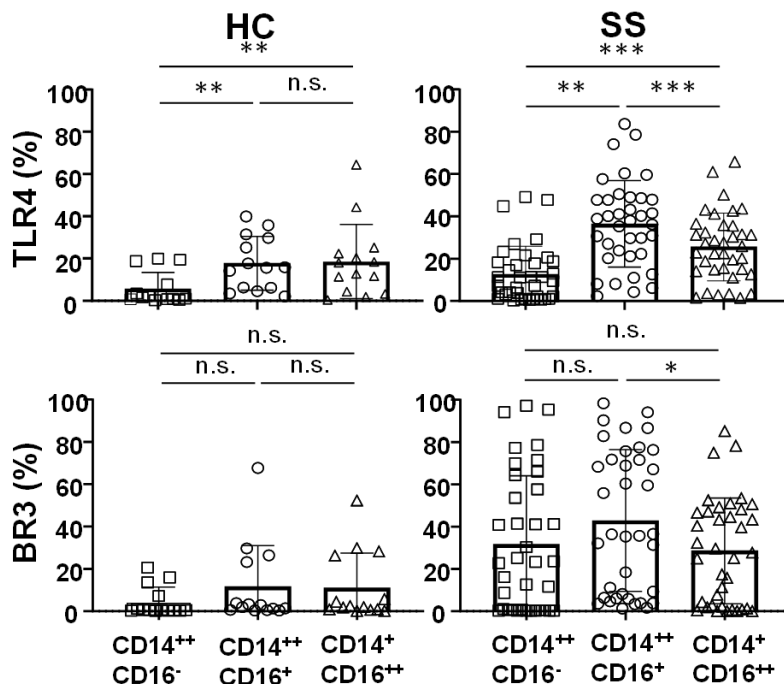 HC
SS
**
***
** n.s.
** ***
TLR4 (%)
100
80
60
40
20
0
100
80
60
40
20
0
n.s.
n.s.
n.s. n.s.
n.s. *
BR3 (%)
100
80
60
40
20
0
100
80
60
40
20
0
CD14⁺⁺ CD14⁺⁺ CD14⁺
CD16⁻ CD16⁺ CD16⁺⁺
CD14⁺⁺ CD14⁺⁺ CD14⁺
CD16⁻ CD16⁺ CD16⁺⁺